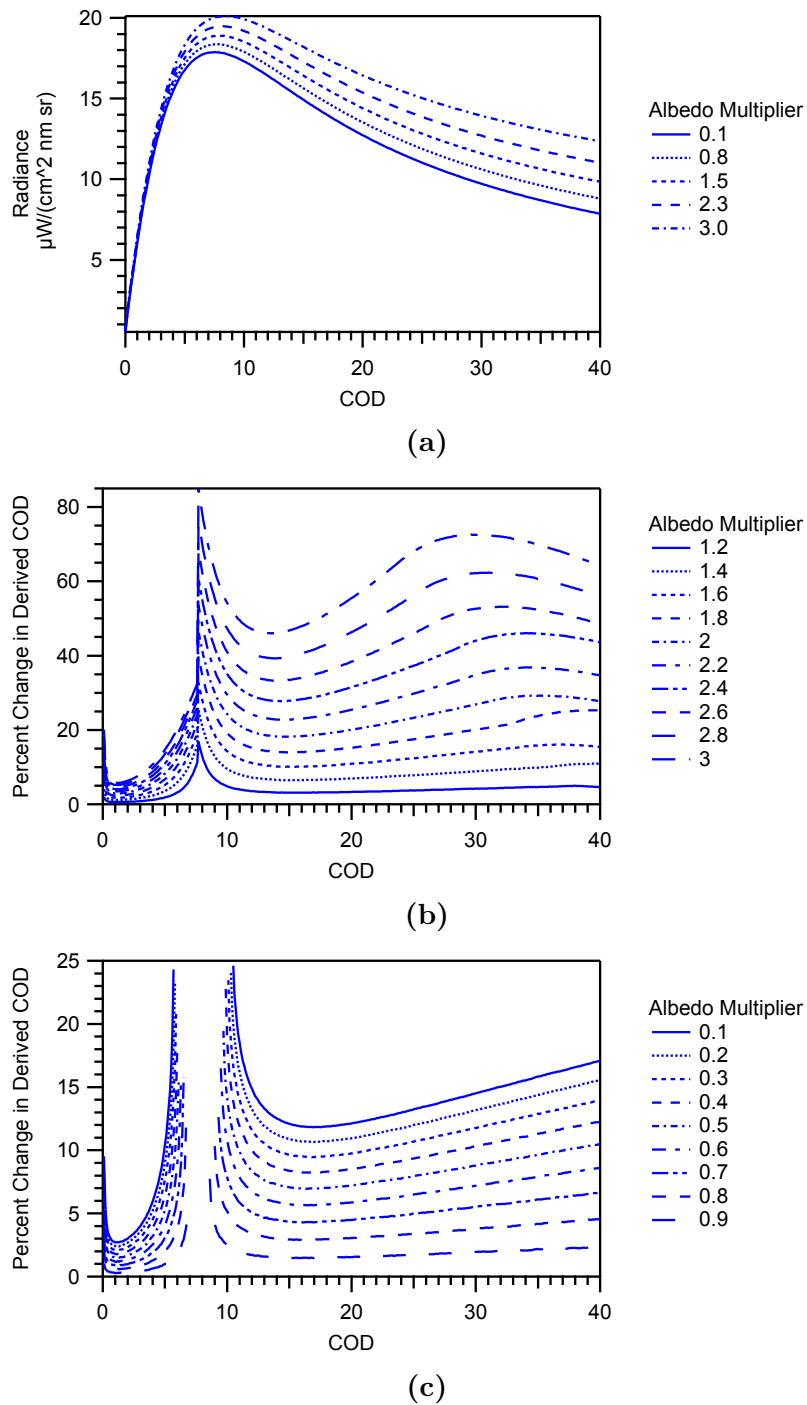 20
15
10
5
Radiance
µW/(cm^2 nm sr)
0 10 20 30 40
COD
Albedo Multiplier
0.1
0.8
1.5
2.3
3.0
(a)
80
60
40
20
0
Percent Change in Derived COD
0 10 20 30 40
COD
Albedo Multiplier
1.2
1.4
1.6
1.8
2
2.2
2.4
2.6
2.8
3
(b)
25
20
15
10
5
0
Percent Change in Derived COD
0 10 20 30 40
COD
Albedo Multiplier
0.1
0.2
0.3
0.4
0.5
0.6
0.7
0.8
0.9
(c)